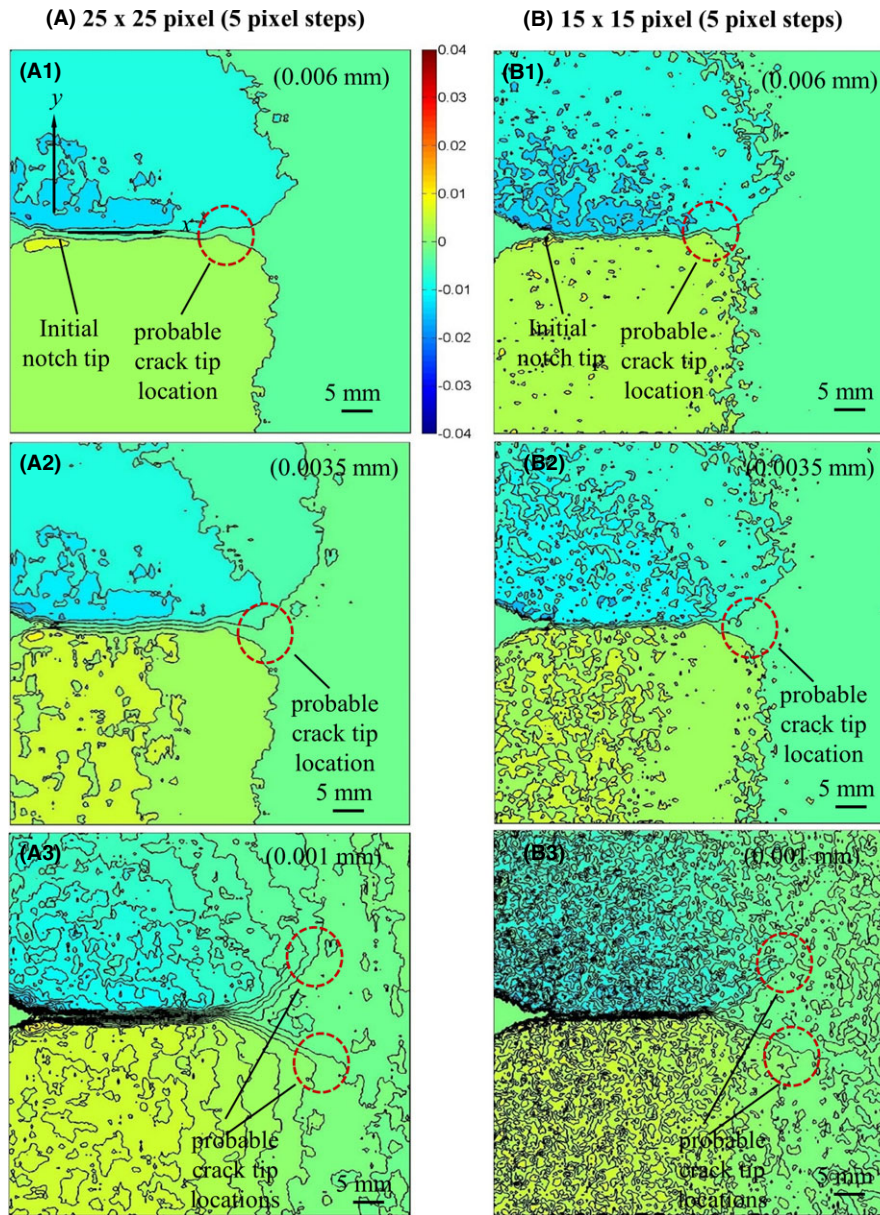 (A) 25 x 25 pixel (5 pixel steps)
(B) 15 x 15 pixel (5 pixel steps)
(A1)
(0.006 mm)
y
x
Initial
notch tip
probable
crack tip
location
5 mm
0.04
0.03
0.02
0.01
0
-0.01
-0.02
-0.03
-0.04
(B1)
(0.006 mm)
Initial
notch tip
probable
crack tip
location
5 mm
(A2)
(0.0035 mm)
probable
crack tip
location
5 mm
(B2)
(0.0035 mm)
probable
crack tip
location
5 mm
(A3)
(0.001 mm)
probable
crack tip
locations
5 mm
(B3)
(0.001 mm)
probable
crack tip
locations
5 mm